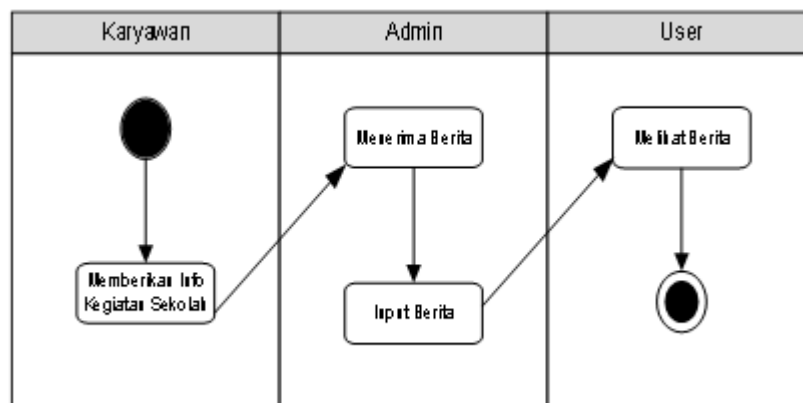 Karyawan
Admin
User
Memberikan Info
Kegiatan Sekolah
Menerima Berita
Input Berita
Melihat Berita